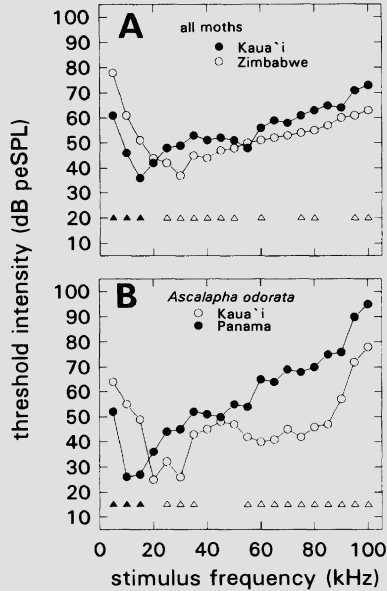 A
all moths
Kaua`i
Zimbabwe
100
90
80
70
60
50
40
30
20
10
B
Ascalapha odorata
Kaua`i
Panama
100
90
80
70
60
50
40
30
20
10
threshold intensity (dB peSPL)
0 20 40 60 80 100
stimulus frequency (kHz)